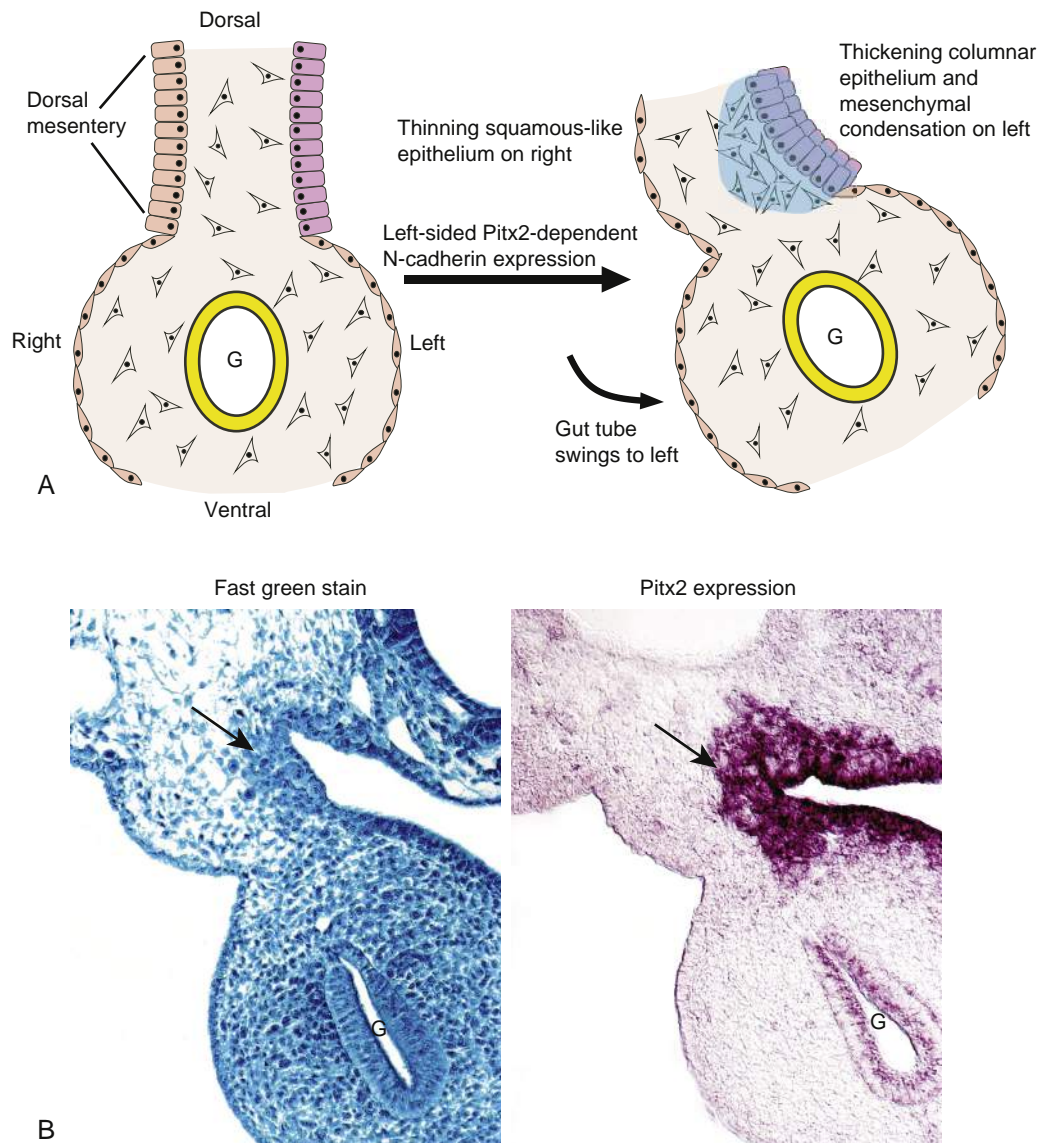 Dorsal
Dorsal
mesentery
Right
G
Left
Ventral
A
Thinning squamous-like
epithelium on right
Left-sided Pitx2-dependent
N-cadherin expression
Gut tube
swings to left
Thickening columnar
epithelium and
mesenchymal
condensation on left
G
Fast green stain
Pitx2 expression
G
G
B